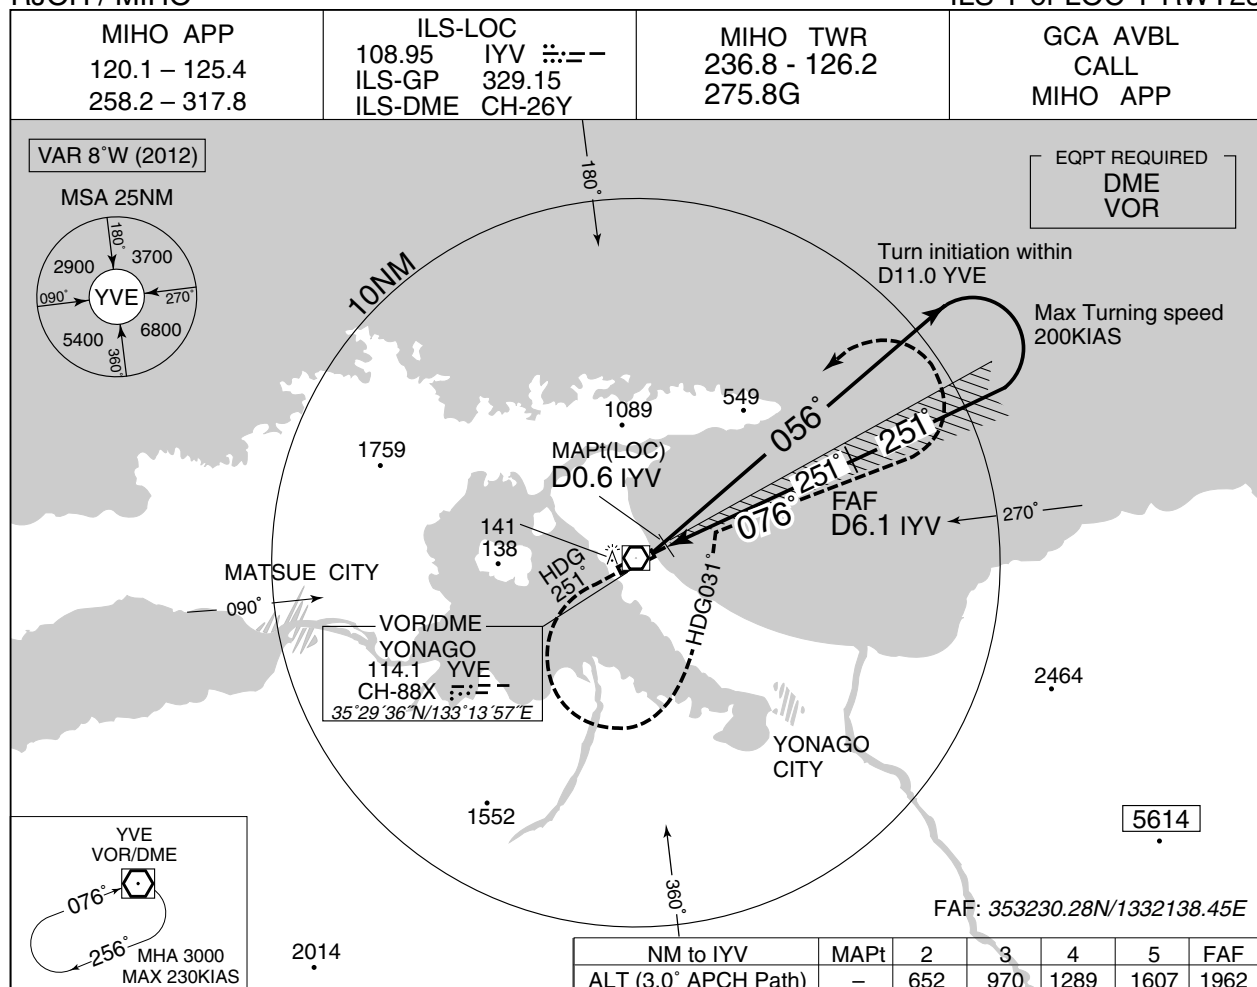 MIHO APP
120.1 – 125.4
258.2 – 317.8
ILS-LOC
108.95 IYV
ILS-GP 329.15
ILS-DME CH-26Y
MIHO TWR
236.8 - 126.2
275.8G
GCA AVBL
CALL
MIHO APP
VAR 8°W (2012)
MSA 25NM
180°
2900
3700
090°
YVE
270°
5400
6800
360°
180°
EQPT REQUIRED
DME
VOR
10NM
Turn initiation within
D11.0 YVE
Max Turning speed
200KIAS
549
1089
056°
1759
MAPt(LOC)
D0.6 IYV
251°
251°
076°
FAF
D6.1 IYV
270°
141
138
HDG
251°
HDG031°
MATSUE CITY
090°
VOR/DME
YONAGO
114.1 YVE
CH-88X
35°29′36″N/133°13′57″E
2464
YONAGO
CITY
1552
5614
360°
YVE
VOR/DME
076°
256°
MHA 3000
MAX 230KIAS
2014
FAF: 353230.28N/1332138.45E
NM to IYV MAPt 2 3 4 5 FAF
ALT (3.0° APCH Path) – 652 970 1289 1607 1962